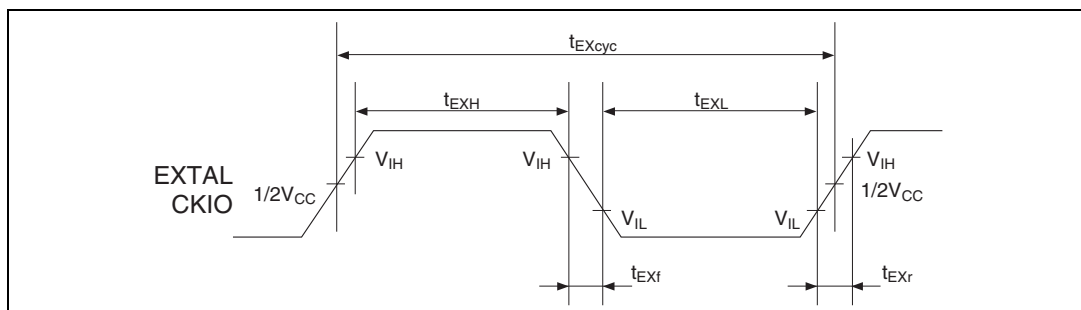 tEXcyc
tEXH
tEXL
EXTAL
CKIO
1/2VCC
VIH
VIH
VIL
VIL
VIH
1/2VCC
tEXf
tEXr